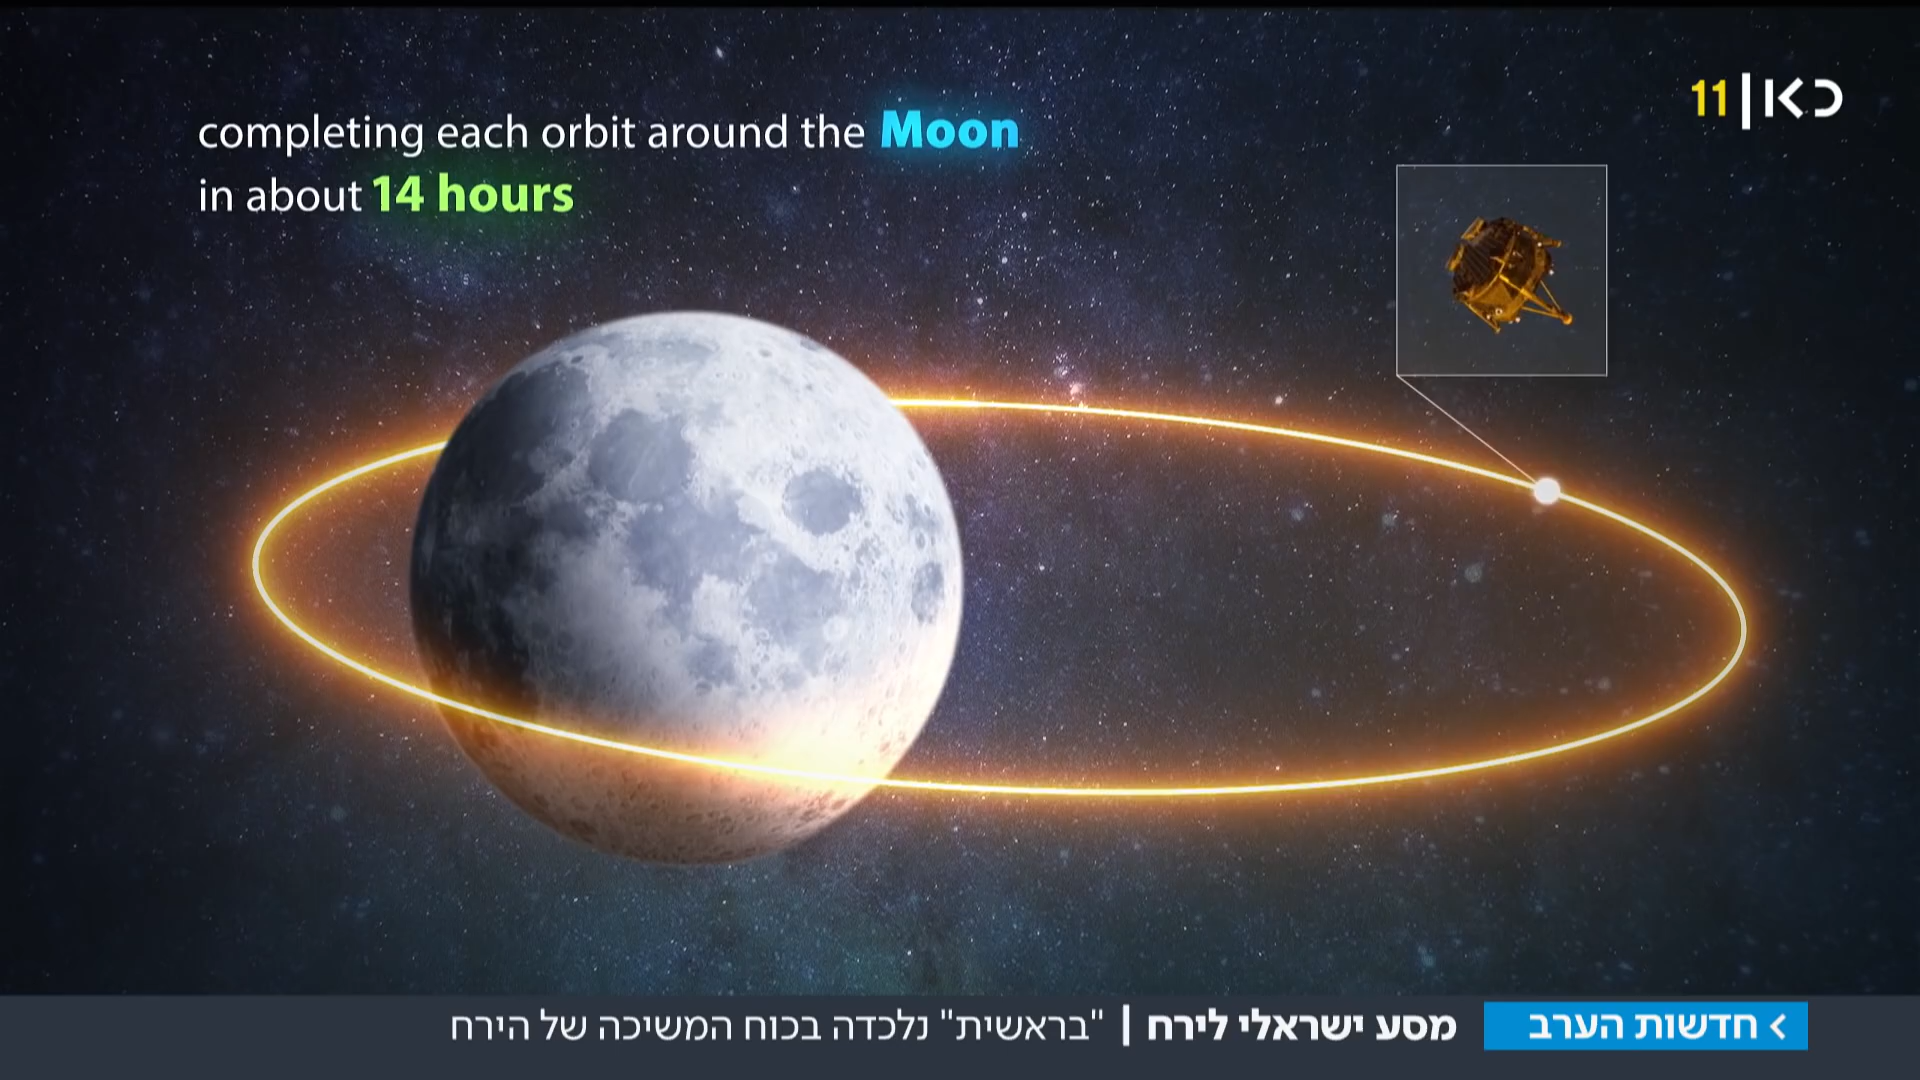 כאן | 11
completing each orbit around the Moon
in about 14 hours
חדשות הערב
מסע ישראלי לירח | "בראשית" נלכדה בכוח המשיכה של הירח